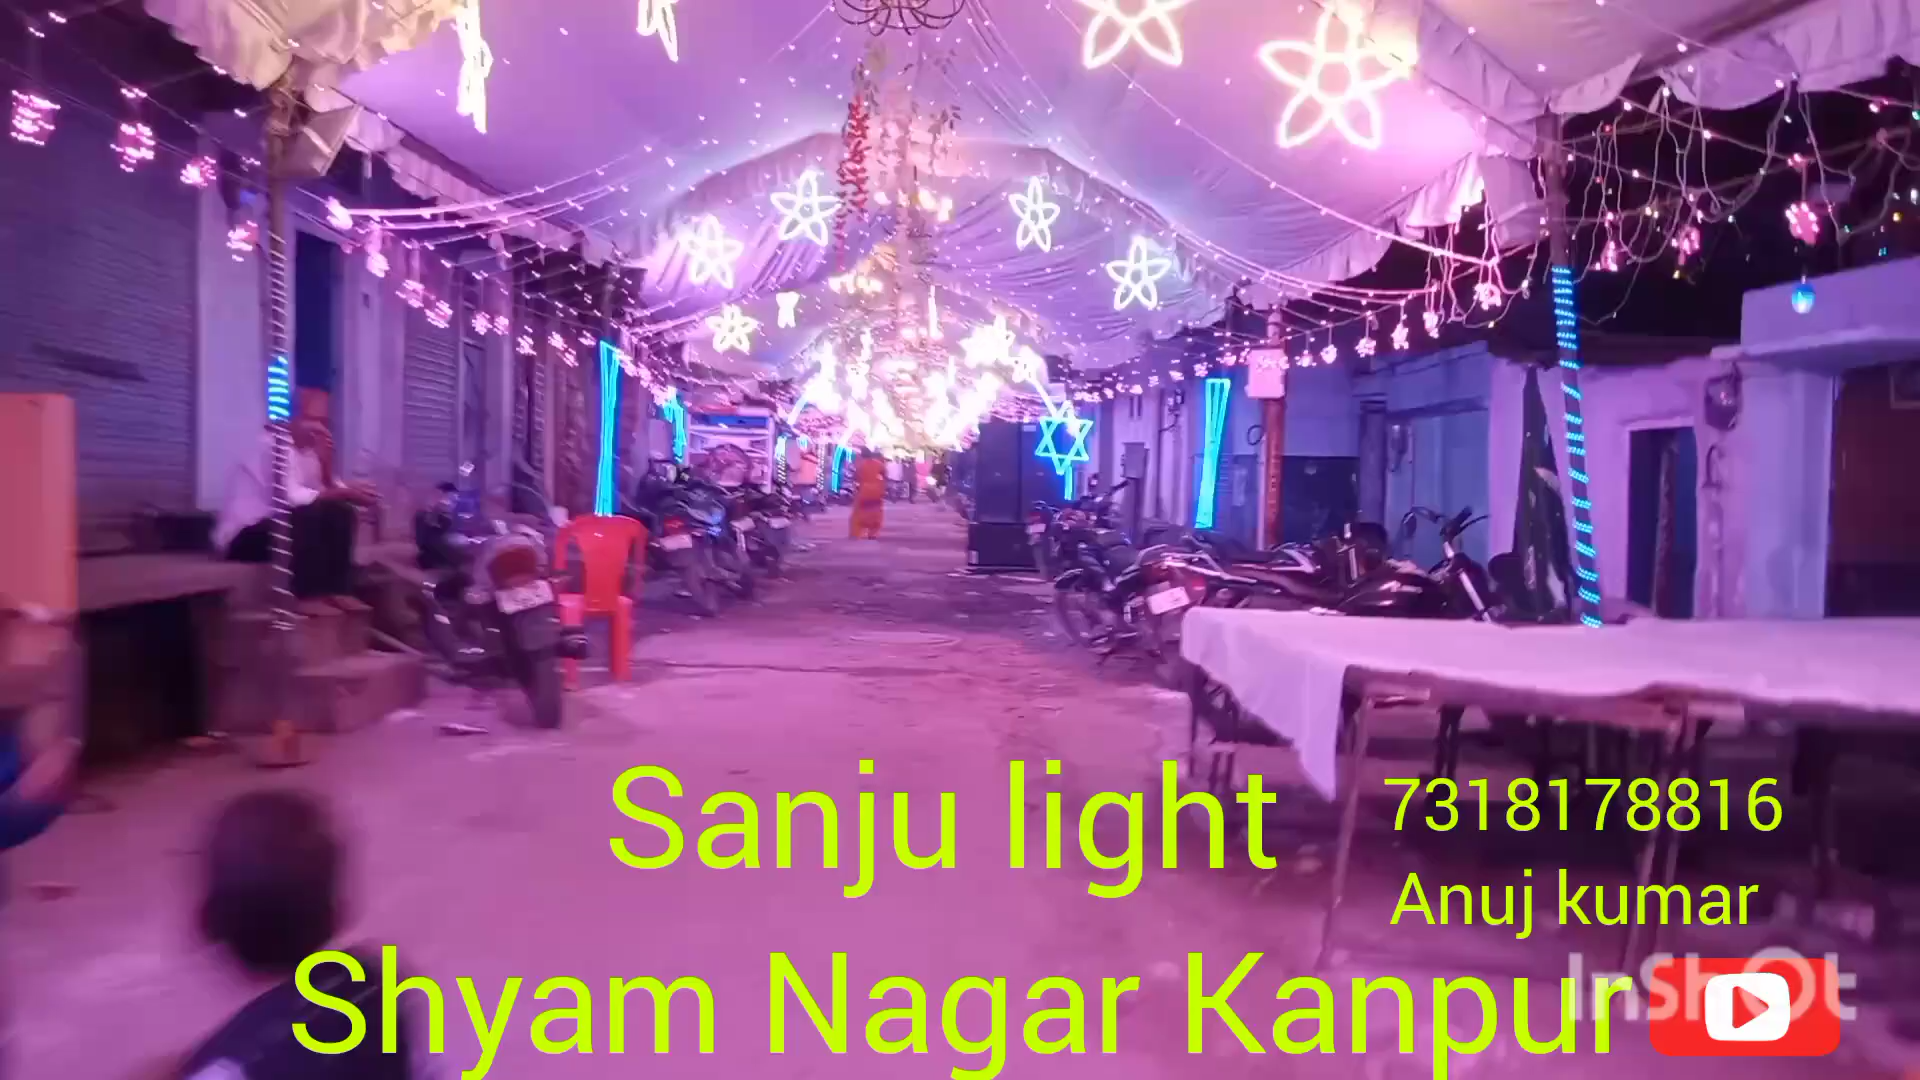 Sanju light
7318178816
Anuj kumar
Shyam Nagar Kanpur
InShOt